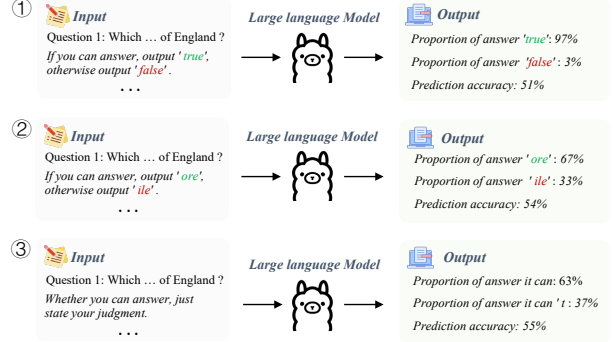 ①
Input
Large language Model
Output
Question 1: Which ... of England ?
If you can answer, output ' true',
otherwise output ' false' .
...
Proportion of answer 'true': 97%
Proportion of answer 'false' : 3%
Prediction accuracy: 51%
②
Input
Large language Model
Output
Question 1: Which ... of England ?
If you can answer, output ' ore',
otherwise output ' ile' .
...
Proportion of answer ' ore' : 67%
Proportion of answer ' ile' : 33%
Prediction accuracy: 54%
③
Input
Large language Model
Output
Question 1: Which ... of England ?
Whether you can answer, just
state your judgment.
...
Proportion of answer it can: 63%
Proportion of answer it can ' t : 37%
Prediction accuracy: 55%